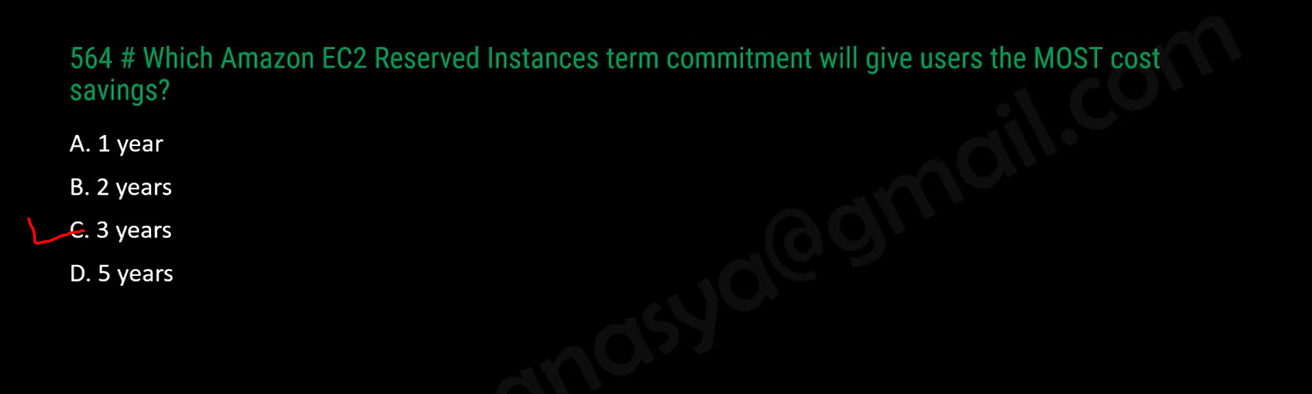 564 # Which Amazon EC2 Reserved Instances term commitment will give users the MOST cost
savings?
A. 1 year
B. 2 years
C. 3 years
D. 5 years
anasya@gmail.com